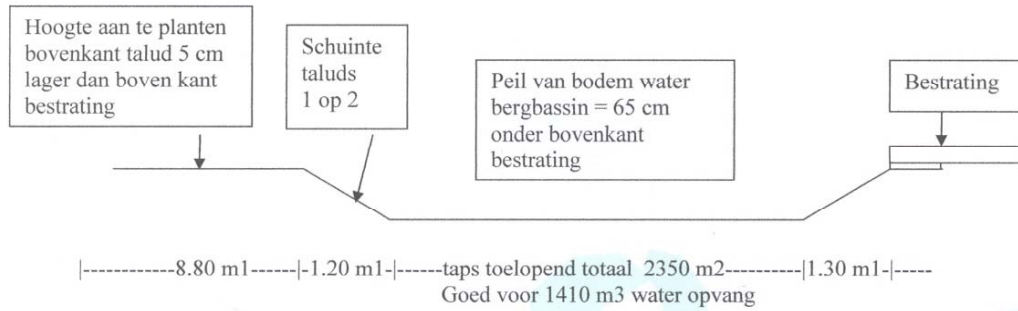 Hoogte aan te planten
bovenkant talud 5 cm
lager dan boven kant
bestrating
Schuinte
taluds
1 op 2
Peil van bodem water
bergbassin = 65 cm
onder bovenkant
bestrating
Bestrating
|------------8.80 m1------|-1.20 m1-|------taps toelopend totaal 2350 m2---------|1.30 m1-|-----
Goed voor 1410 m3 water opvang